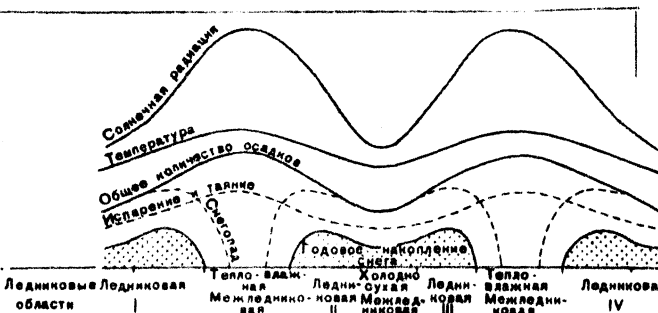 Солнечная радиация
Температура
Общее количество осадков
Испарение и таяние
Снегопад
Годовое накопление
снега
Ледниковые
области
Ледниковая
I
Тепло-влаж-
ная
Межледнико-
вая
Ледни-
ковая
II
Холодно
сухая
Межлед-
никовая
Ледни-
ковая
III
Тепло-
влажная
Межледни-
ковая
Ледникова
IV